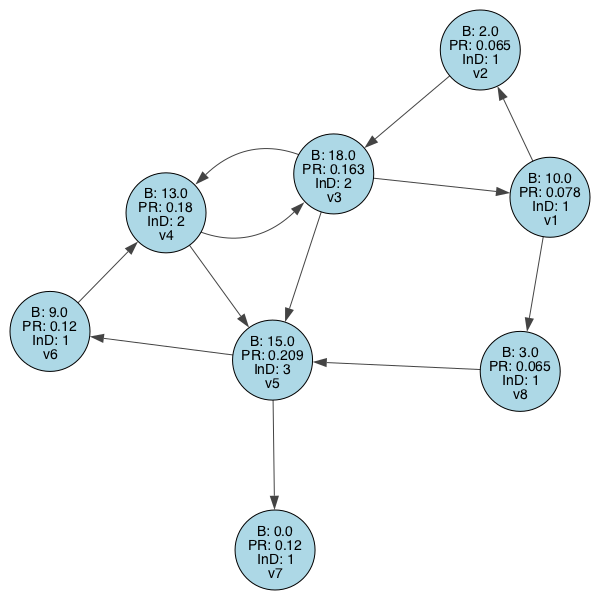 B: 2.0
PR: 0.065
InD: 1
v2
B: 18.0
PR: 0.163
InD: 2
v3
B: 10.0
PR: 0.078
InD: 1
v1
B: 13.0
PR: 0.18
InD: 2
v4
B: 9.0
PR: 0.12
InD: 1
v6
B: 15.0
PR: 0.209
InD: 3
v5
B: 3.0
PR: 0.065
InD: 1
v8
B: 0.0
PR: 0.12
InD: 1
v7